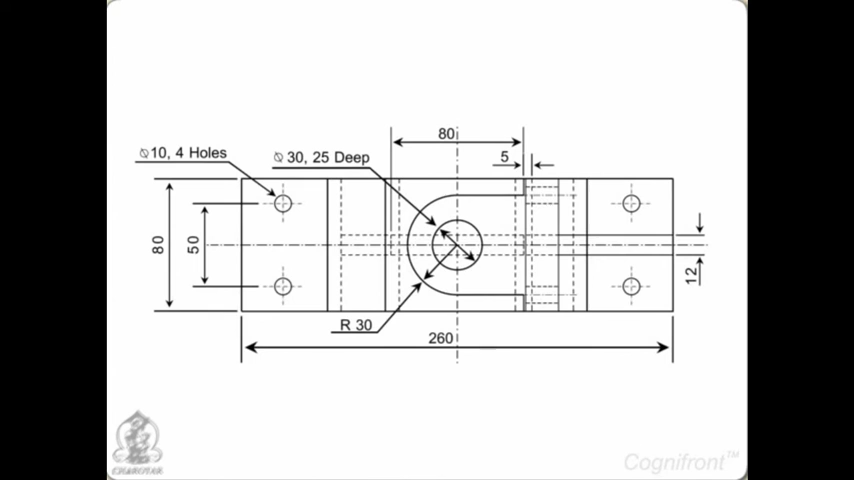 80
⌀10, 4 Holes
⌀ 30, 25 Deep
5
80
50
12
R 30
260
CHAROTAR
Cognifront™